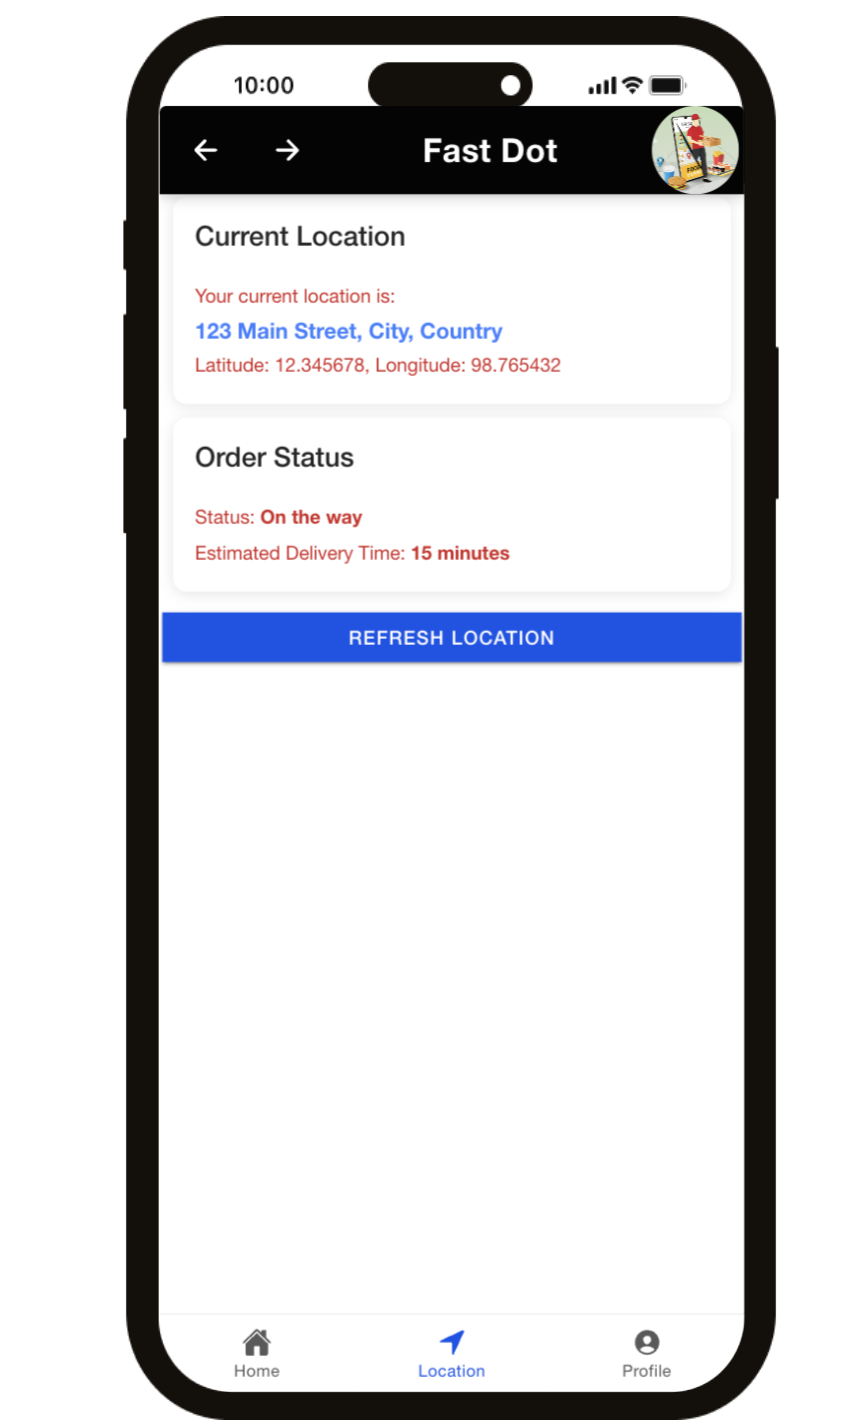 10:00
Fast Dot
Current Location
Your current location is:
123 Main Street, City, Country
Latitude: 12.345678, Longitude: 98.765432
Order Status
Status: On the way
Estimated Delivery Time: 15 minutes
REFRESH LOCATION
Home
Location
Profile